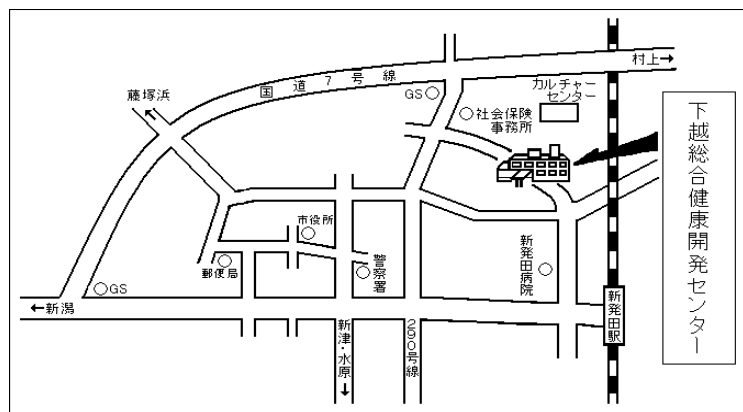 国道7号線
村上→
藤塚浜
GS
カルチャー
センター
社会保険
事務所
下越総合健康開発センター
市役所
郵便局
警察署
新発田病院
GS
←新潟
新発田駅
新津・水原
290号線